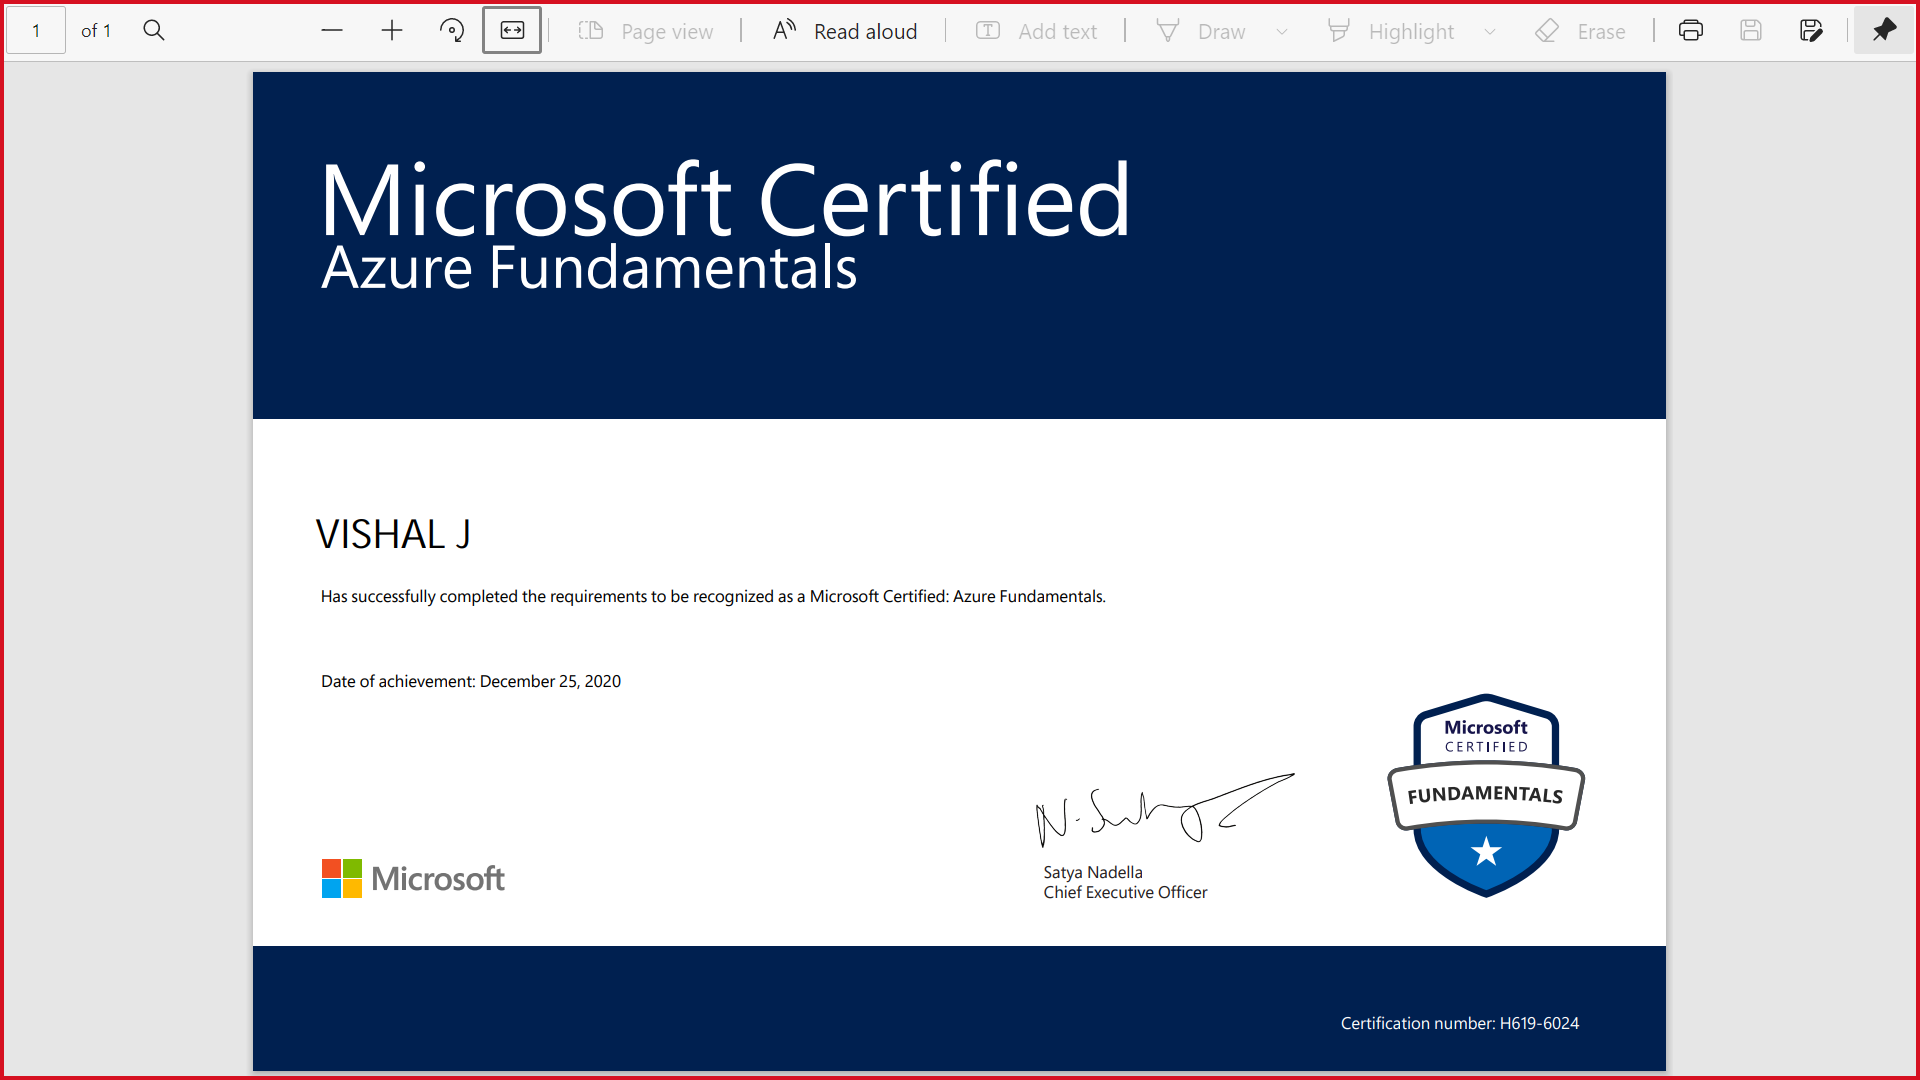 1 of 1 Page view Read aloud Add text Draw Highlight Erase
Microsoft Certified
Azure Fundamentals
VISHAL J
Has successfully completed the requirements to be recognized as a Microsoft Certified: Azure Fundamentals.
Date of achievement: December 25, 2020
Microsoft
CERTIFIED
FUNDAMENTALS
N. Satya
Satya Nadella
Chief Executive Officer
Microsoft
Certification number: H619-6024